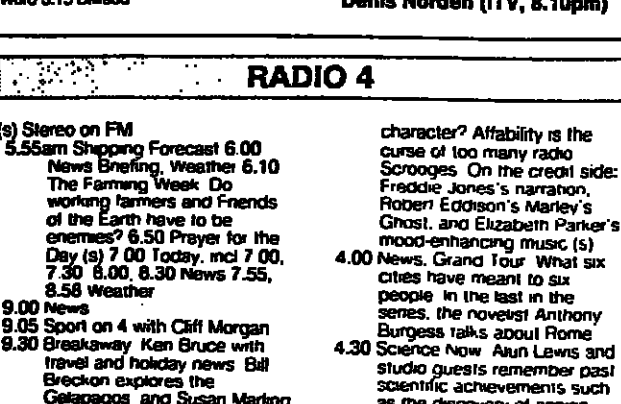 Denis Norden (ITV, 8.10pm)
RADIO 4
(s) Stereo on FM
5.55am Shipping Forecast 6.00
News Briefing, Weather 6.10
The Farming Week Do
working farmers and Friends
of the Earth have to be
enemies? 6.50 Prayer for the
Day (s) 7 00 Today. incl 7 00,
7.30 8.00, 8.30 News 7.55,
8.58 Weather
9.00 News
9.05 Sport on 4 with Cliff Morgan
9.30 Breakaway Ken Bruce with
travel and holiday news Bill
Breckon explores the
Galapagos and Susan Marling
character? Affability is the
curse of too many radio
Scrooges On the credit side:
Freddie Jones's narration,
Robert Eddison's Marley's
Ghost, and Elizabeth Parker's
mood-enhancing music (s)
4.00 News. Grand Tour What six
cities have meant to six
people In the last in the
series, the novelist Anthony
Burgess talks about Rome
4.30 Science Now Alun Lewis and
studio guests remember past
scientific achievements such
as the discovery of